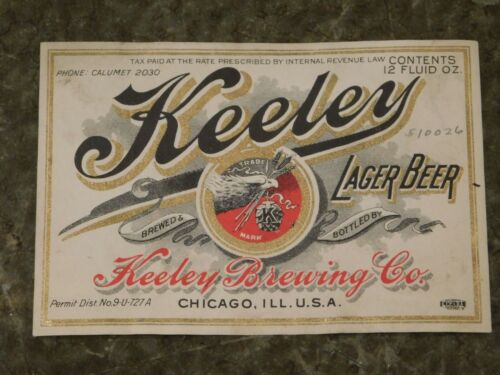 TAX PAID AT THE RATE PRESCRIBED BY INTERNAL REVENUE LAW
CONTENTS
12 FLUID OZ.
PHONE: CALUMET 2030
Keeley
510026
LAGER BEER
TRADE
K
MARK
BREWED &
BOTTLED BY
Keeley Brewing Co.
Permit Dist. No. 9-U-727 A
CHICAGO, ILL. U.S.A.